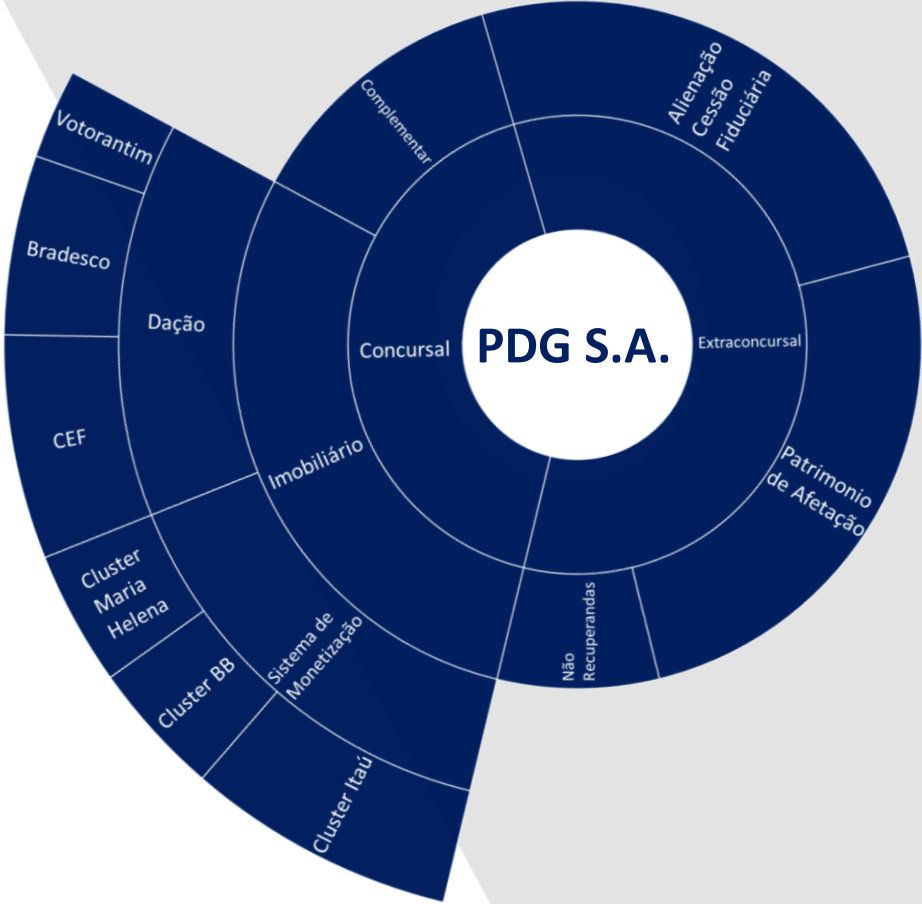 PDG S.A.
Extraconcursal
Alienação
Cessão
Fiduciária
Patrimonio
de Afetação
Não
Recuperandas
Concursal
Complementar
Imobiliário
Dação
Votorantim
Bradesco
CEF
Sistema de
Monetização
Cluster
Maria
Helena
Cluster BB
Cluster Itaú